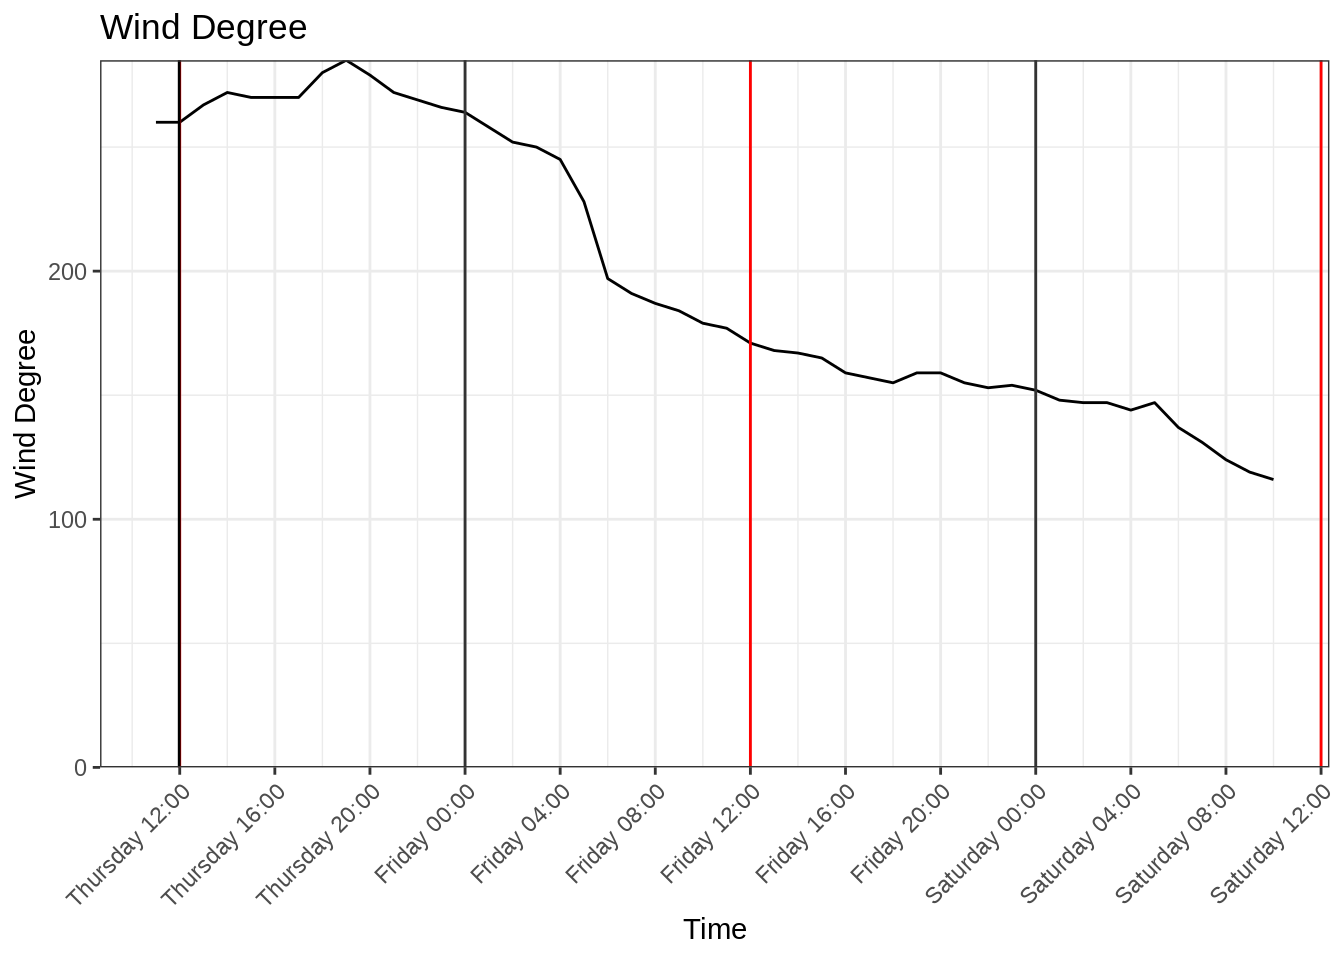 Wind Degree
Wind Degree
200
100
0
Thursday 12:00
Thursday 16:00
Thursday 20:00
Friday 00:00
Friday 04:00
Friday 08:00
Friday 12:00
Friday 16:00
Friday 20:00
Saturday 00:00
Saturday 04:00
Saturday 08:00
Saturday 12:00
Time